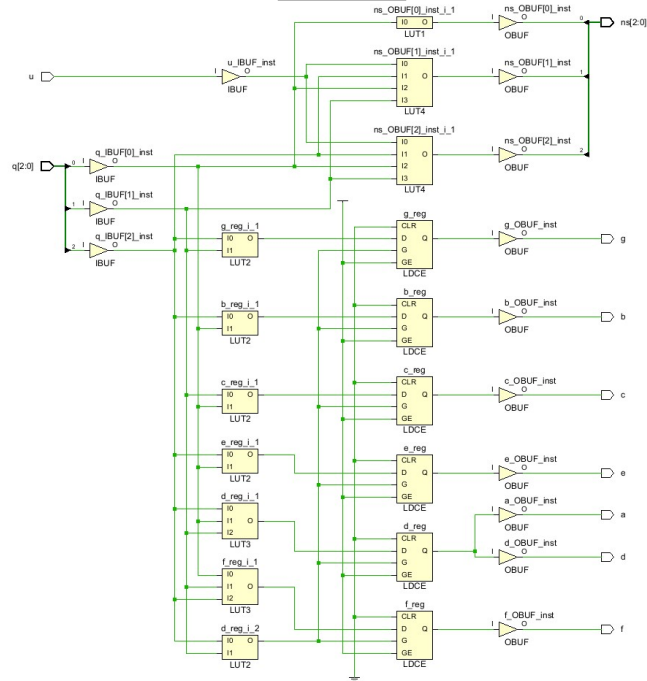 ns_OBUF[0]_inst_i_1
I0 O
LUT1
ns_OBUF[0]_inst
I O
OBUF
0
ns[2:0]
u
u_IBUF_inst
I O
IBUF
ns_OBUF[1]_inst_i_1
I0
I1 O
I2
I3
LUT4
ns_OBUF[1]_inst
I O
OBUF
1
ns_OBUF[2]_inst_i_1
I0
I1 O
I2
I3
LUT4
ns_OBUF[2]_inst
I O
OBUF
2
q[2:0]
0
q_IBUF[0]_inst
I O
IBUF
1
q_IBUF[1]_inst
I O
IBUF
2
q_IBUF[2]_inst
I O
IBUF
g_reg_i_1
I0 O
I1
LUT2
g_reg
CLR
D Q
G
GE
LDCE
g_OBUF_inst
I O
OBUF
g
b_reg_i_1
I0 O
I1
LUT2
b_reg
CLR
D Q
G
GE
LDCE
b_OBUF_inst
I O
OBUF
b
c_reg_i_1
I0 O
I1
LUT2
c_reg
CLR
D Q
G
GE
LDCE
c_OBUF_inst
I O
OBUF
c
e_reg_i_1
I0 O
I1
LUT2
e_reg
CLR
D Q
G
GE
LDCE
e_OBUF_inst
I O
OBUF
e
d_reg_i_1
I0
I1 O
I2
LUT3
d_reg
CLR
D Q
G
GE
LDCE
a_OBUF_inst
I O
OBUF
a
d_OBUF_inst
I O
OBUF
d
f_reg_i_1
I0
I1 O
I2
LUT3
f_reg
CLR
D Q
G
GE
LDCE
f_OBUF_inst
I O
OBUF
f
d_reg_i_2
I0 O
I1
LUT2